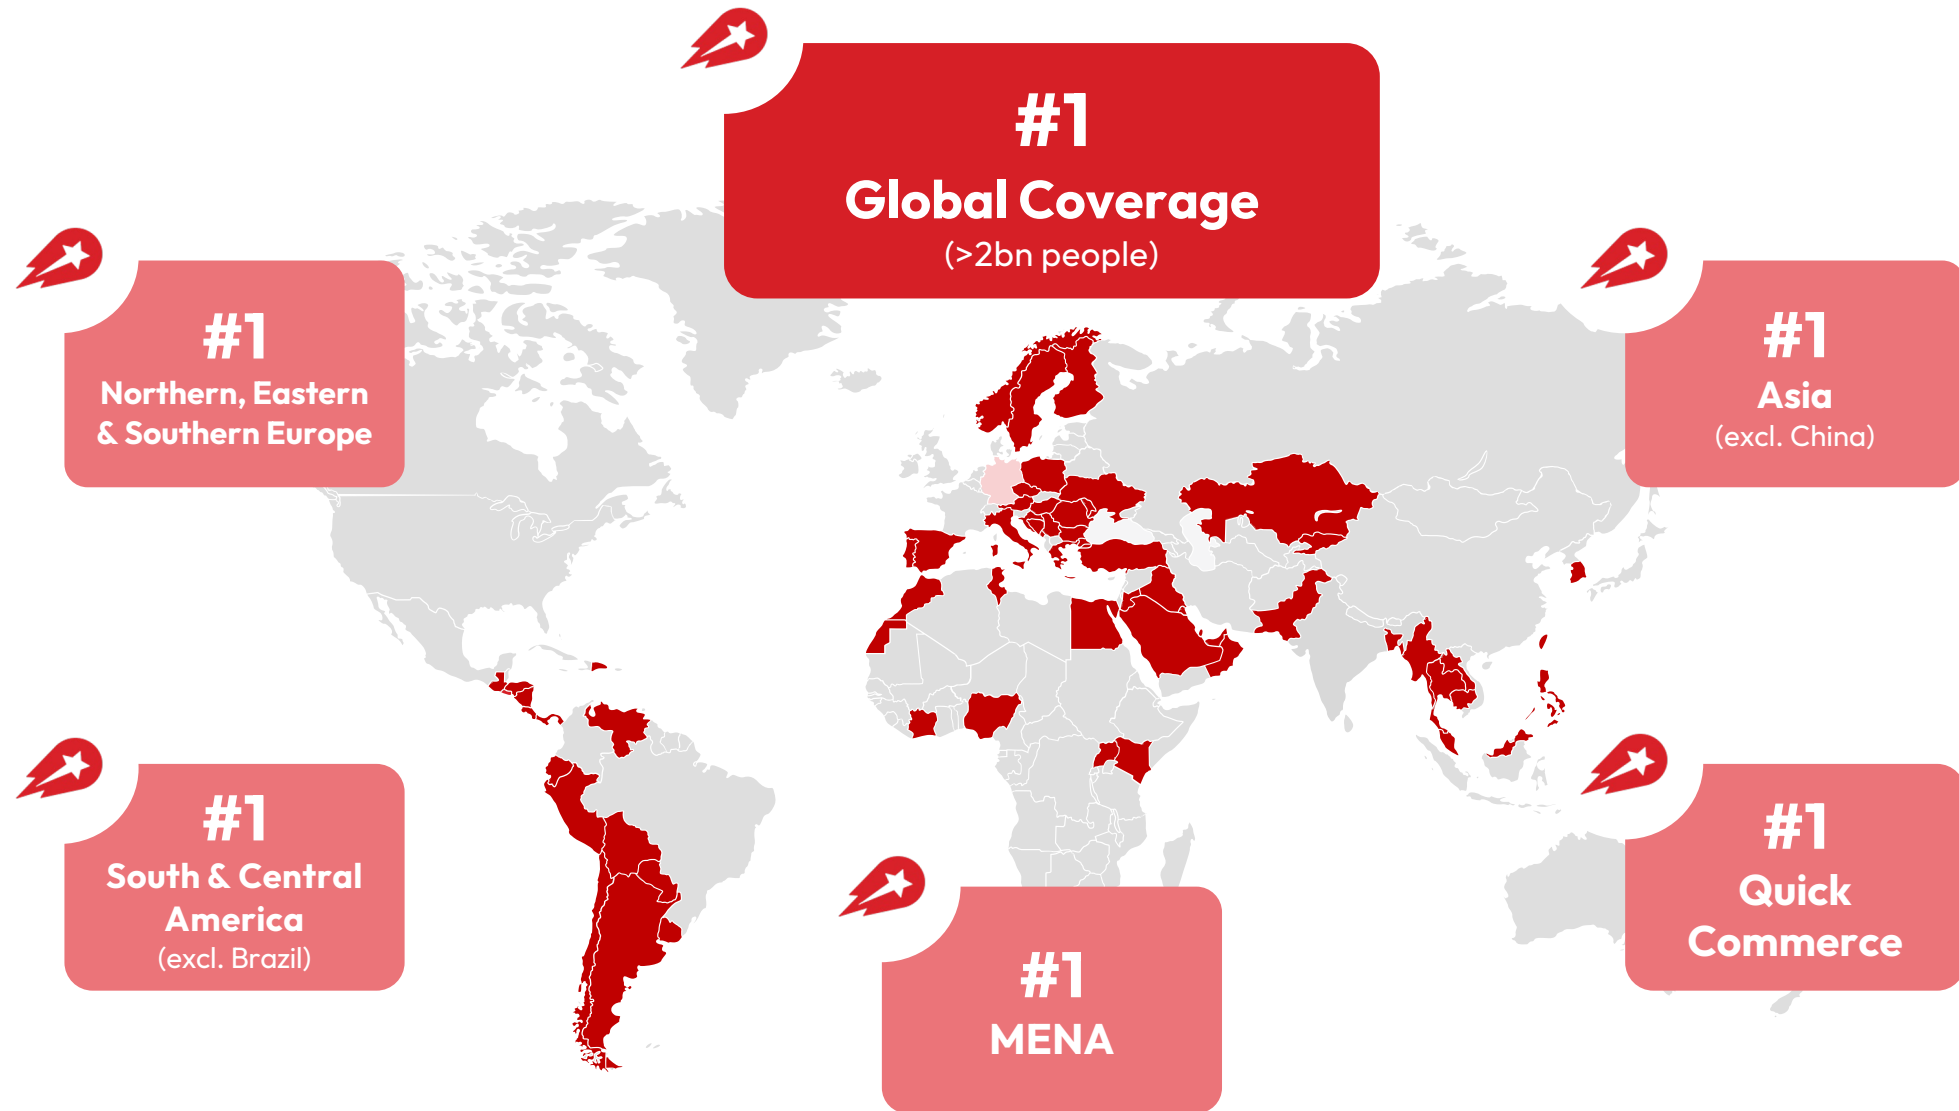 #1
Global Coverage
(>2bn people)
#1
Northern, Eastern
& Southern Europe
#1
Asia
(excl. China)
#1
South & Central
America
(excl. Brazil)
#1
MENA
#1
Quick
Commerce